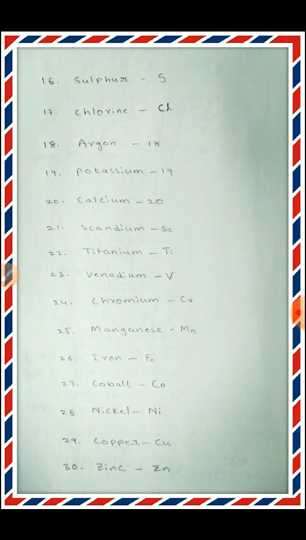 16. Sulphur - S
17. Chlorine - Cl
18. Argon - 18
19. Potassium - 19
20. Calcium - 20
21. Scandium - Sc
22. Titanium - Ti
23. Venadium - V
24. Chromium - Cr
25. Manganese - Mn
26. Iron - Fe
27. Cobalt - Co
28. Nickel - Ni
29. Copper - Cu
30. Zinc - Zn